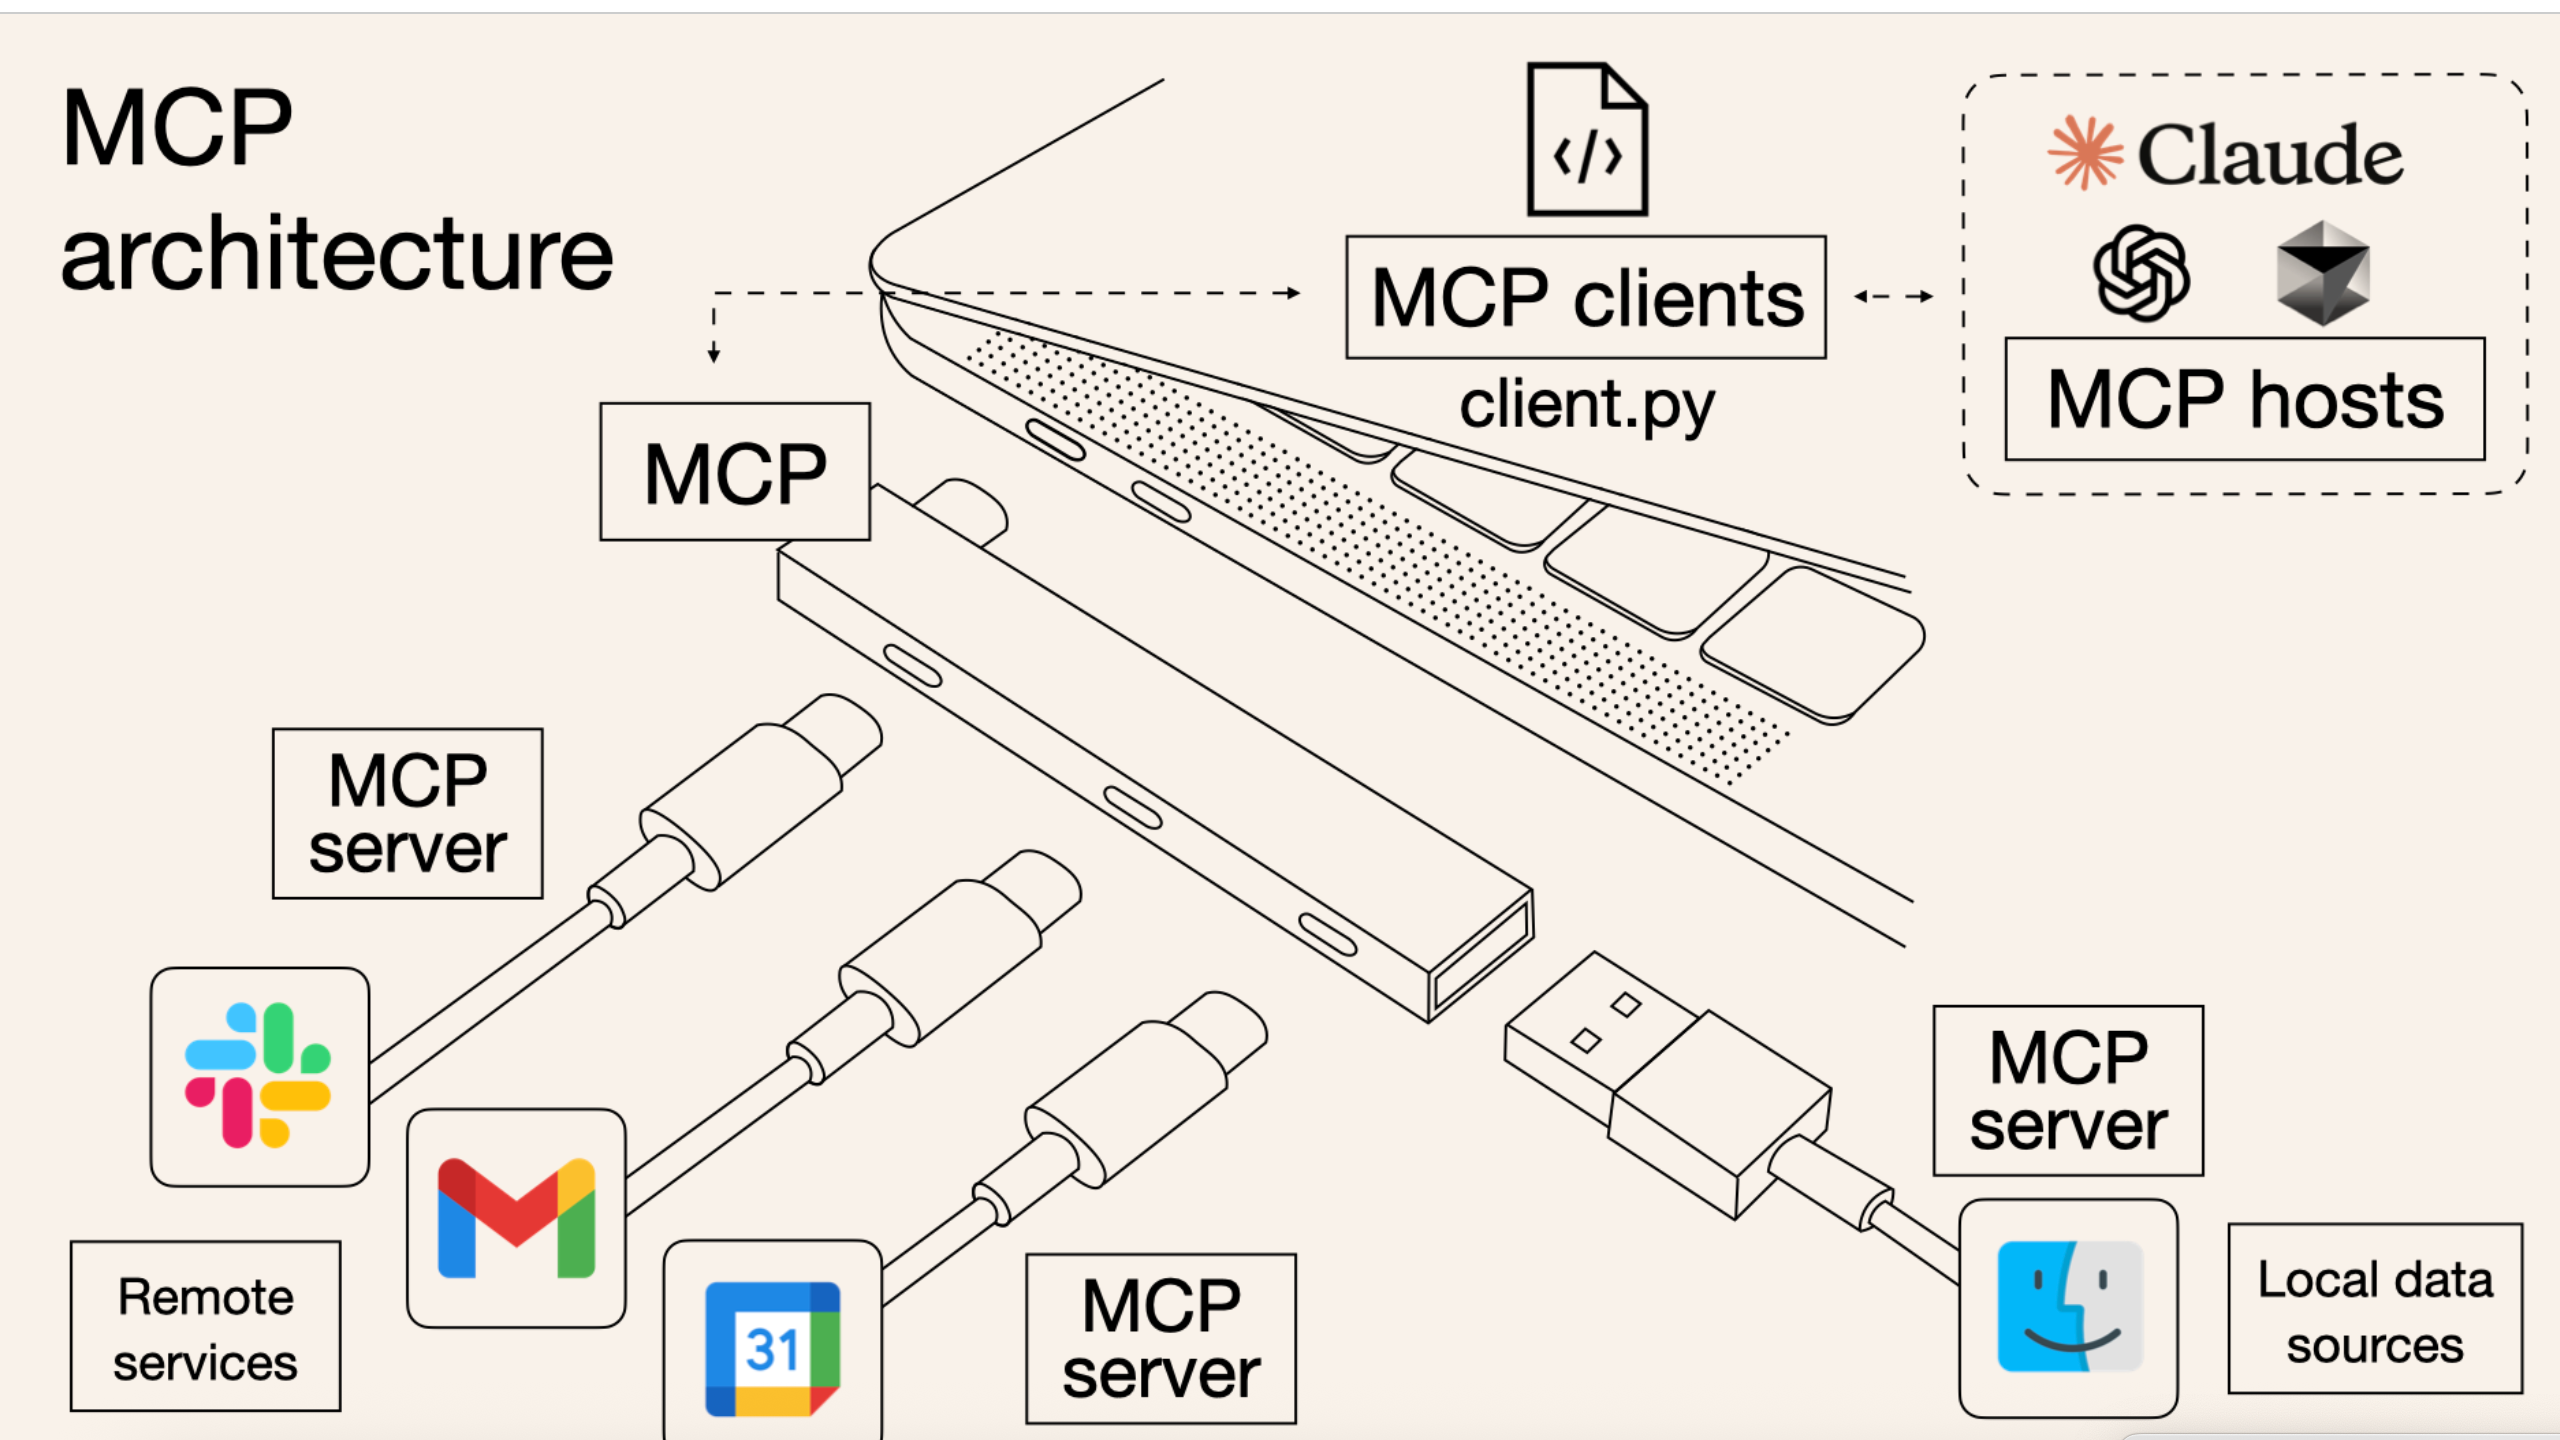 MCP
architecture
MCP clients
client.py
Claude
MCP hosts
MCP
MCP
server
Remote
services
31
MCP
server
MCP
server
Local data
sources